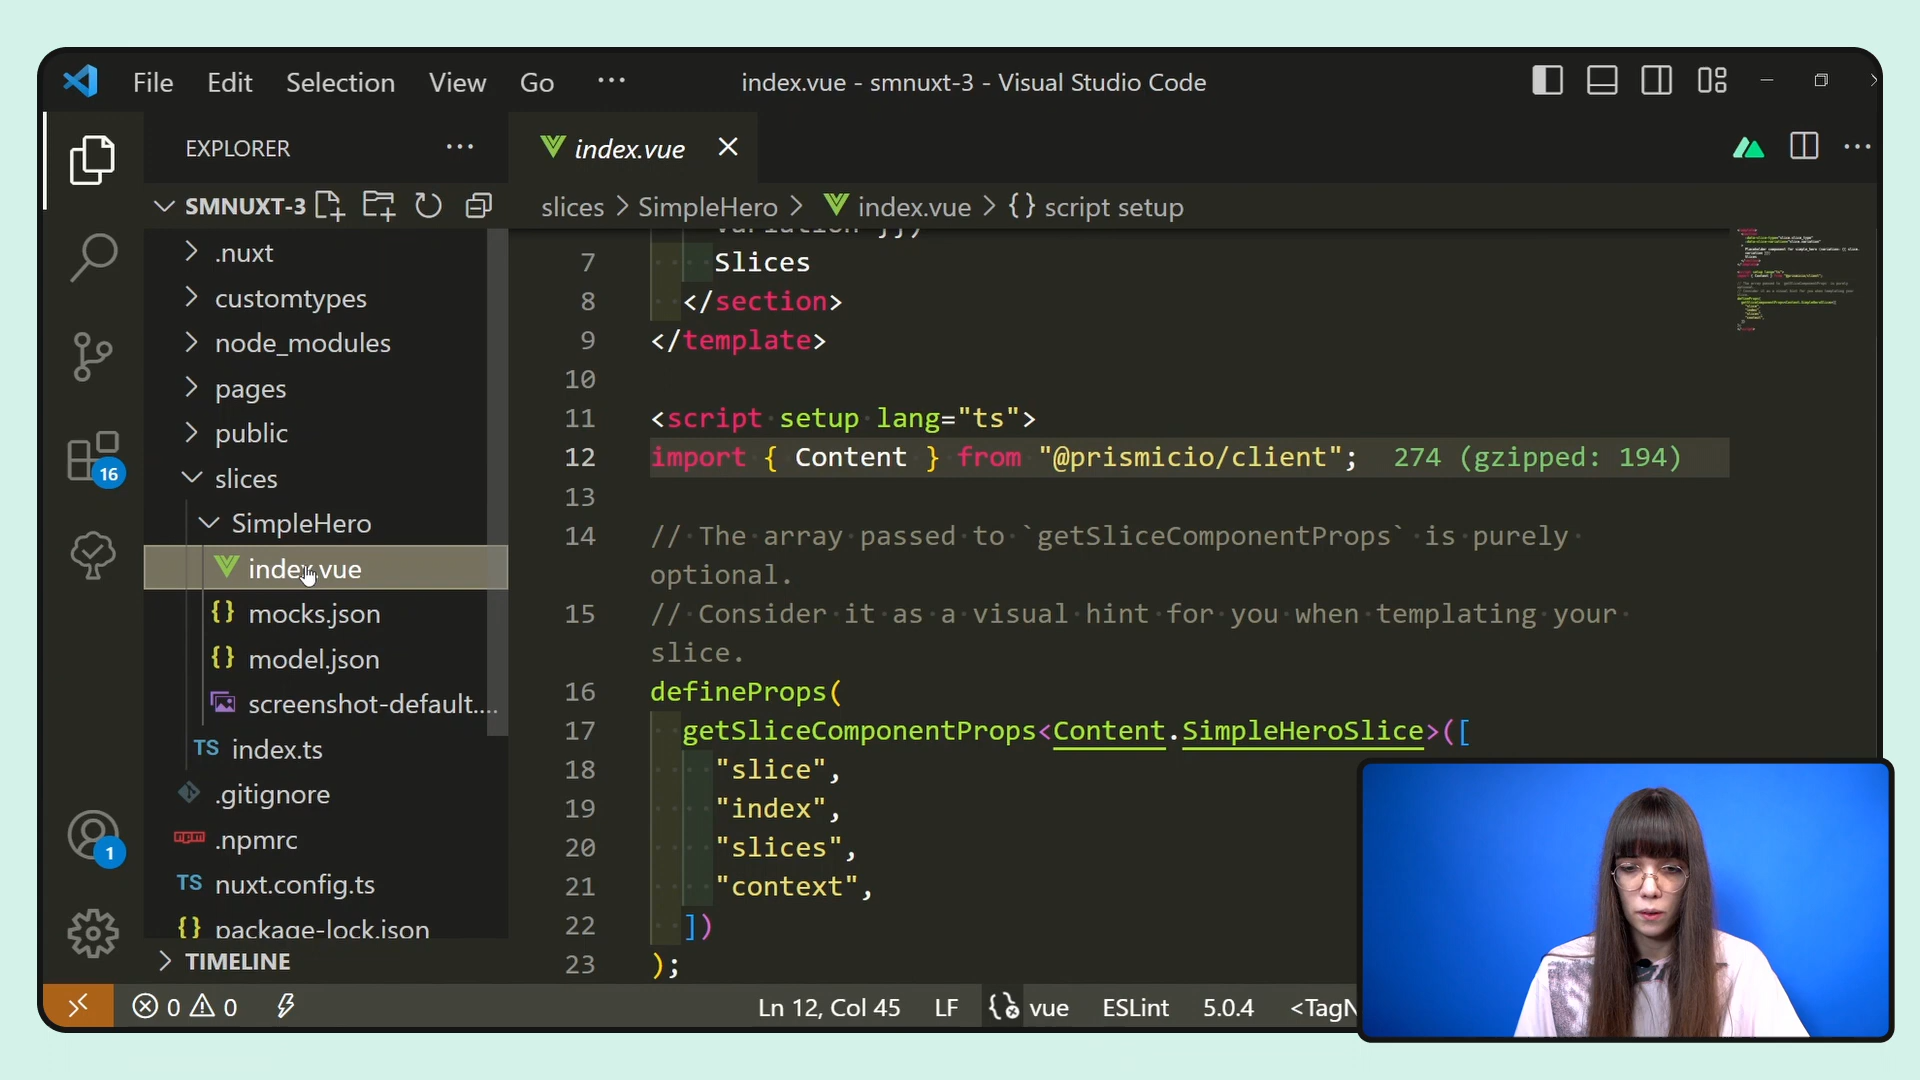 File Edit Selection View Go ··· index.vue - smnuxt-3 - Visual Studio Code
EXPLORER ··· index.vue
SMNUXT-3
slices > SimpleHero > index.vue > {} script setup
.nuxt
customtypes
node_modules
pages
public
slices
SimpleHero
index.vue
{} mocks.json
{} model.json
screenshot-default....
TS index.ts
.gitignore
npm .npmrc
TS nuxt.config.ts
{} package-lock.json
TIMELINE
16
1
variation }})
7 Slices
8 </section>
9 </template>
10
11 <script setup lang="ts">
12 import { Content } from "@prismicio/client"; 274 (gzipped: 194)
13
14 // The array passed to `getSliceComponentProps` is purely
optional.
15 // Consider it as a visual hint for you when templating your
slice.
16 defineProps(
17 getSliceComponentProps<Content.SimpleHeroSlice>([
18 "slice",
19 "index",
20 "slices",
21 "context",
22 ])
23 );
0 0 Ln 12, Col 45 LF vue ESLint 5.0.4 <TagN